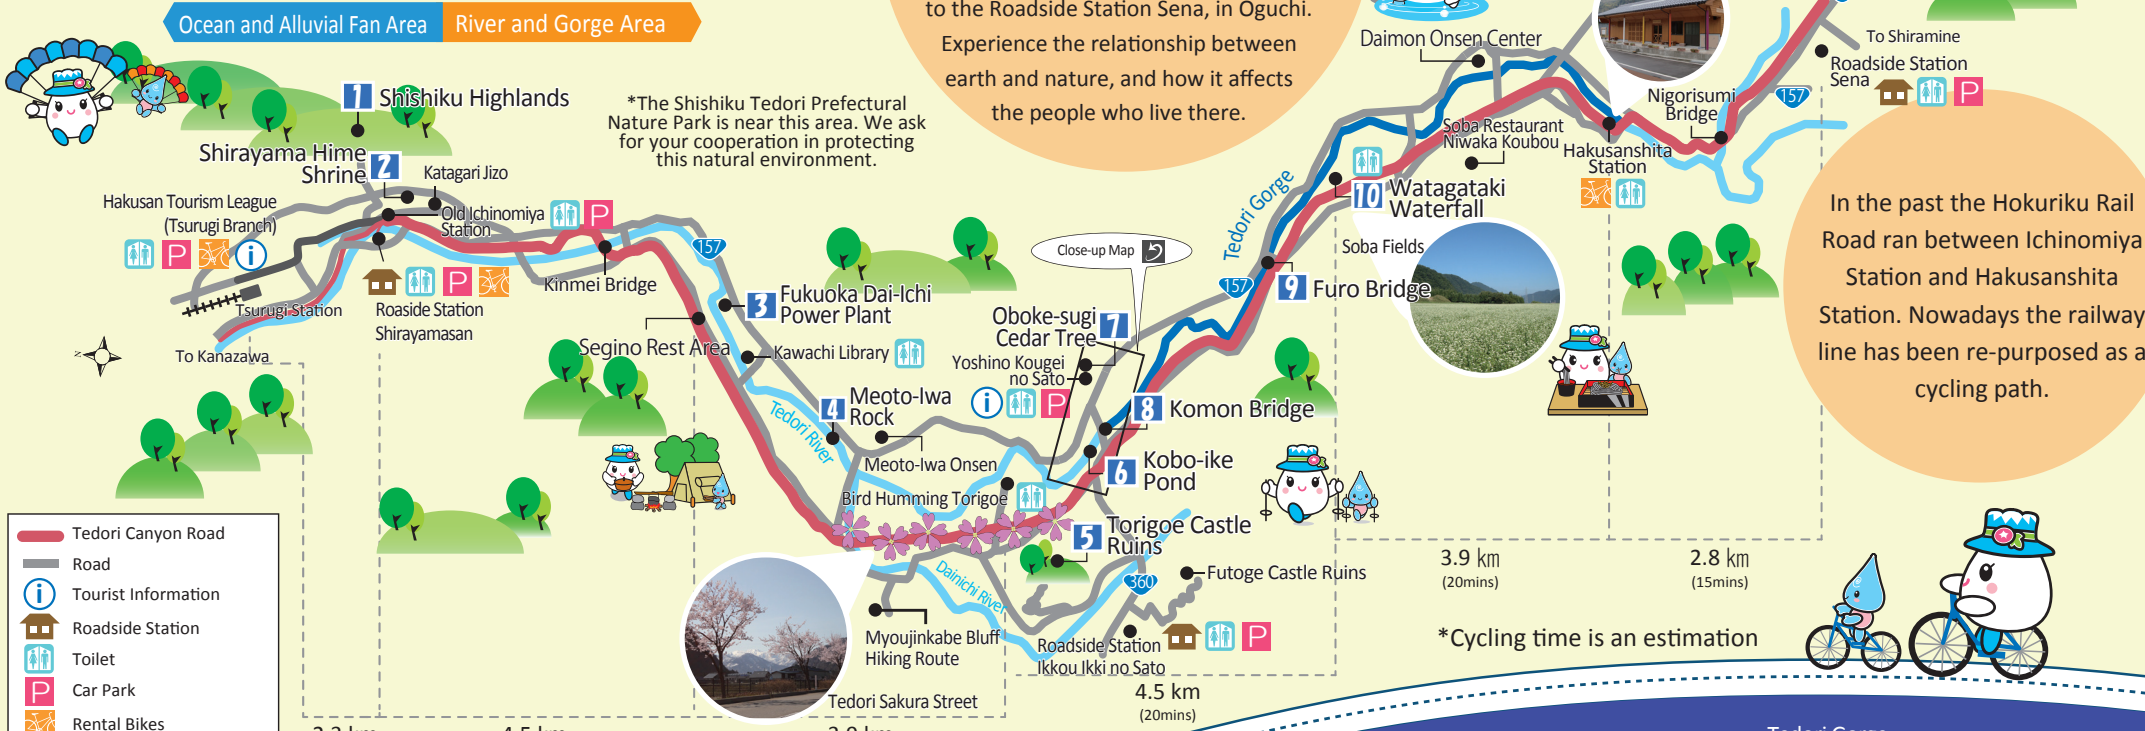 Ocean and Alluvial Fan Area
River and Gorge Area
to the Roadside Station Sena, in Oguchi.
Experience the relationship between
earth and nature, and how it affects
the people who live there.
*The Shishiku Tedori Prefectural
Nature Park is near this area. We ask
for your cooperation in protecting
this natural environment.
1 Shishiku Highlands
Shirayama Hime
Shrine 2
Katagari Jizo
Hakusan Tourism League
(Tsurugi Branch)
P
i
Old Ichinomiya
Station
P
Kinmei Bridge
Roaside Station
Shirayamasan
P
Tsurugi Station
To Kanazawa
N
157
3 Fukuoka Dai-Ichi
Power Plant
Segino Rest Area
Kawachi Library
4 Meoto-Iwa
Rock
Tedori River
Meoto-Iwa Onsen
Bird Humming Torigoe
Close-up Map
Oboke-sugi 7
Cedar Tree
Yoshino Kougei
no Sato
i
P
8 Komon Bridge
6 Kobo-ike
Pond
5 Torigoe Castle
Ruins
360
Futoge Castle Ruins
Dainichi River
Myoujinkabe Bluff
Hiking Route
Roadside Station
Ikkou Ikki no Sato
P
Tedori Sakura Street
Tedori Gorge
157
9 Furo Bridge
10 Watagataki
Waterfall
Soba Fields
Daimon Onsen Center
Soba Restaurant
Niwaka Koubou
Hakusanshita
Station
Nigorisumi
Bridge
157
To Shiramine
Roadside Station
Sena
P
In the past the Hokuriku Rail
Road ran between Ichinomiya
Station and Hakusanshita
Station. Nowadays the railway
line has been re-purposed as a
cycling path.
Tedori Canyon Road
Road
i Tourist Information
Roadside Station
Toilet
P Car Park
Rental Bikes
4.5 km
(20mins)
3.9 km
(20mins)
2.8 km
(15mins)
*Cycling time is an estimation